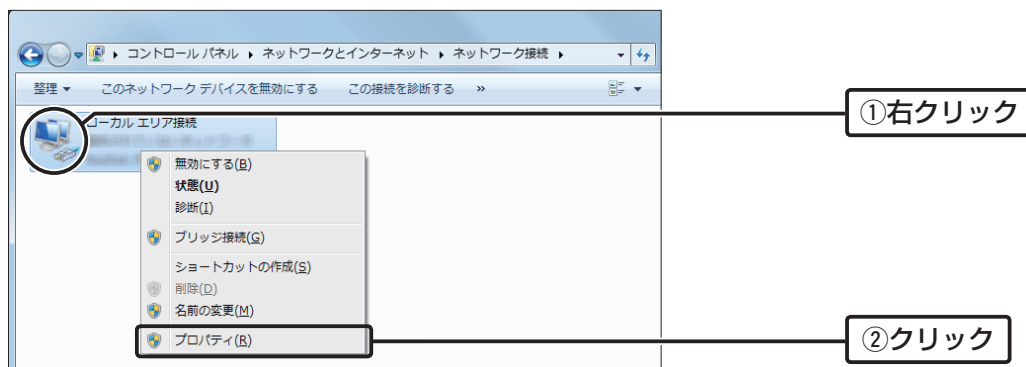 コントロール パネル ▸ ネットワークとインターネット ▸ ネットワーク接続 ▸
整理 ▼ このネットワーク デバイスを無効にする この接続を診断する »
①右クリック
ローカル エリア接続
無効にする(B)
状態(U)
診断(I)
ブリッジ接続(G)
ショートカットの作成(S)
削除(D)
名前の変更(M)
プロパティ(R)
②クリック